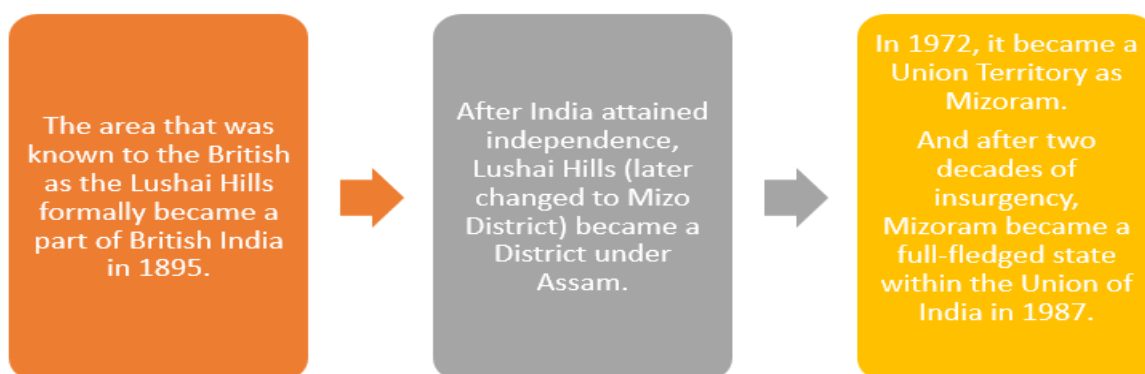 The area that was
known to the British
as the Lushai Hills
formally became a
part of British India
in 1895.
After India attained
independence,
Lushai Hills (later
changed to Mizo
District) became a
District under
Assam.
In 1972, it became a
Union Territory as
Mizoram.
And after two
decades of
insurgency,
Mizoram became a
full-fledged state
within the Union of
India in 1987.